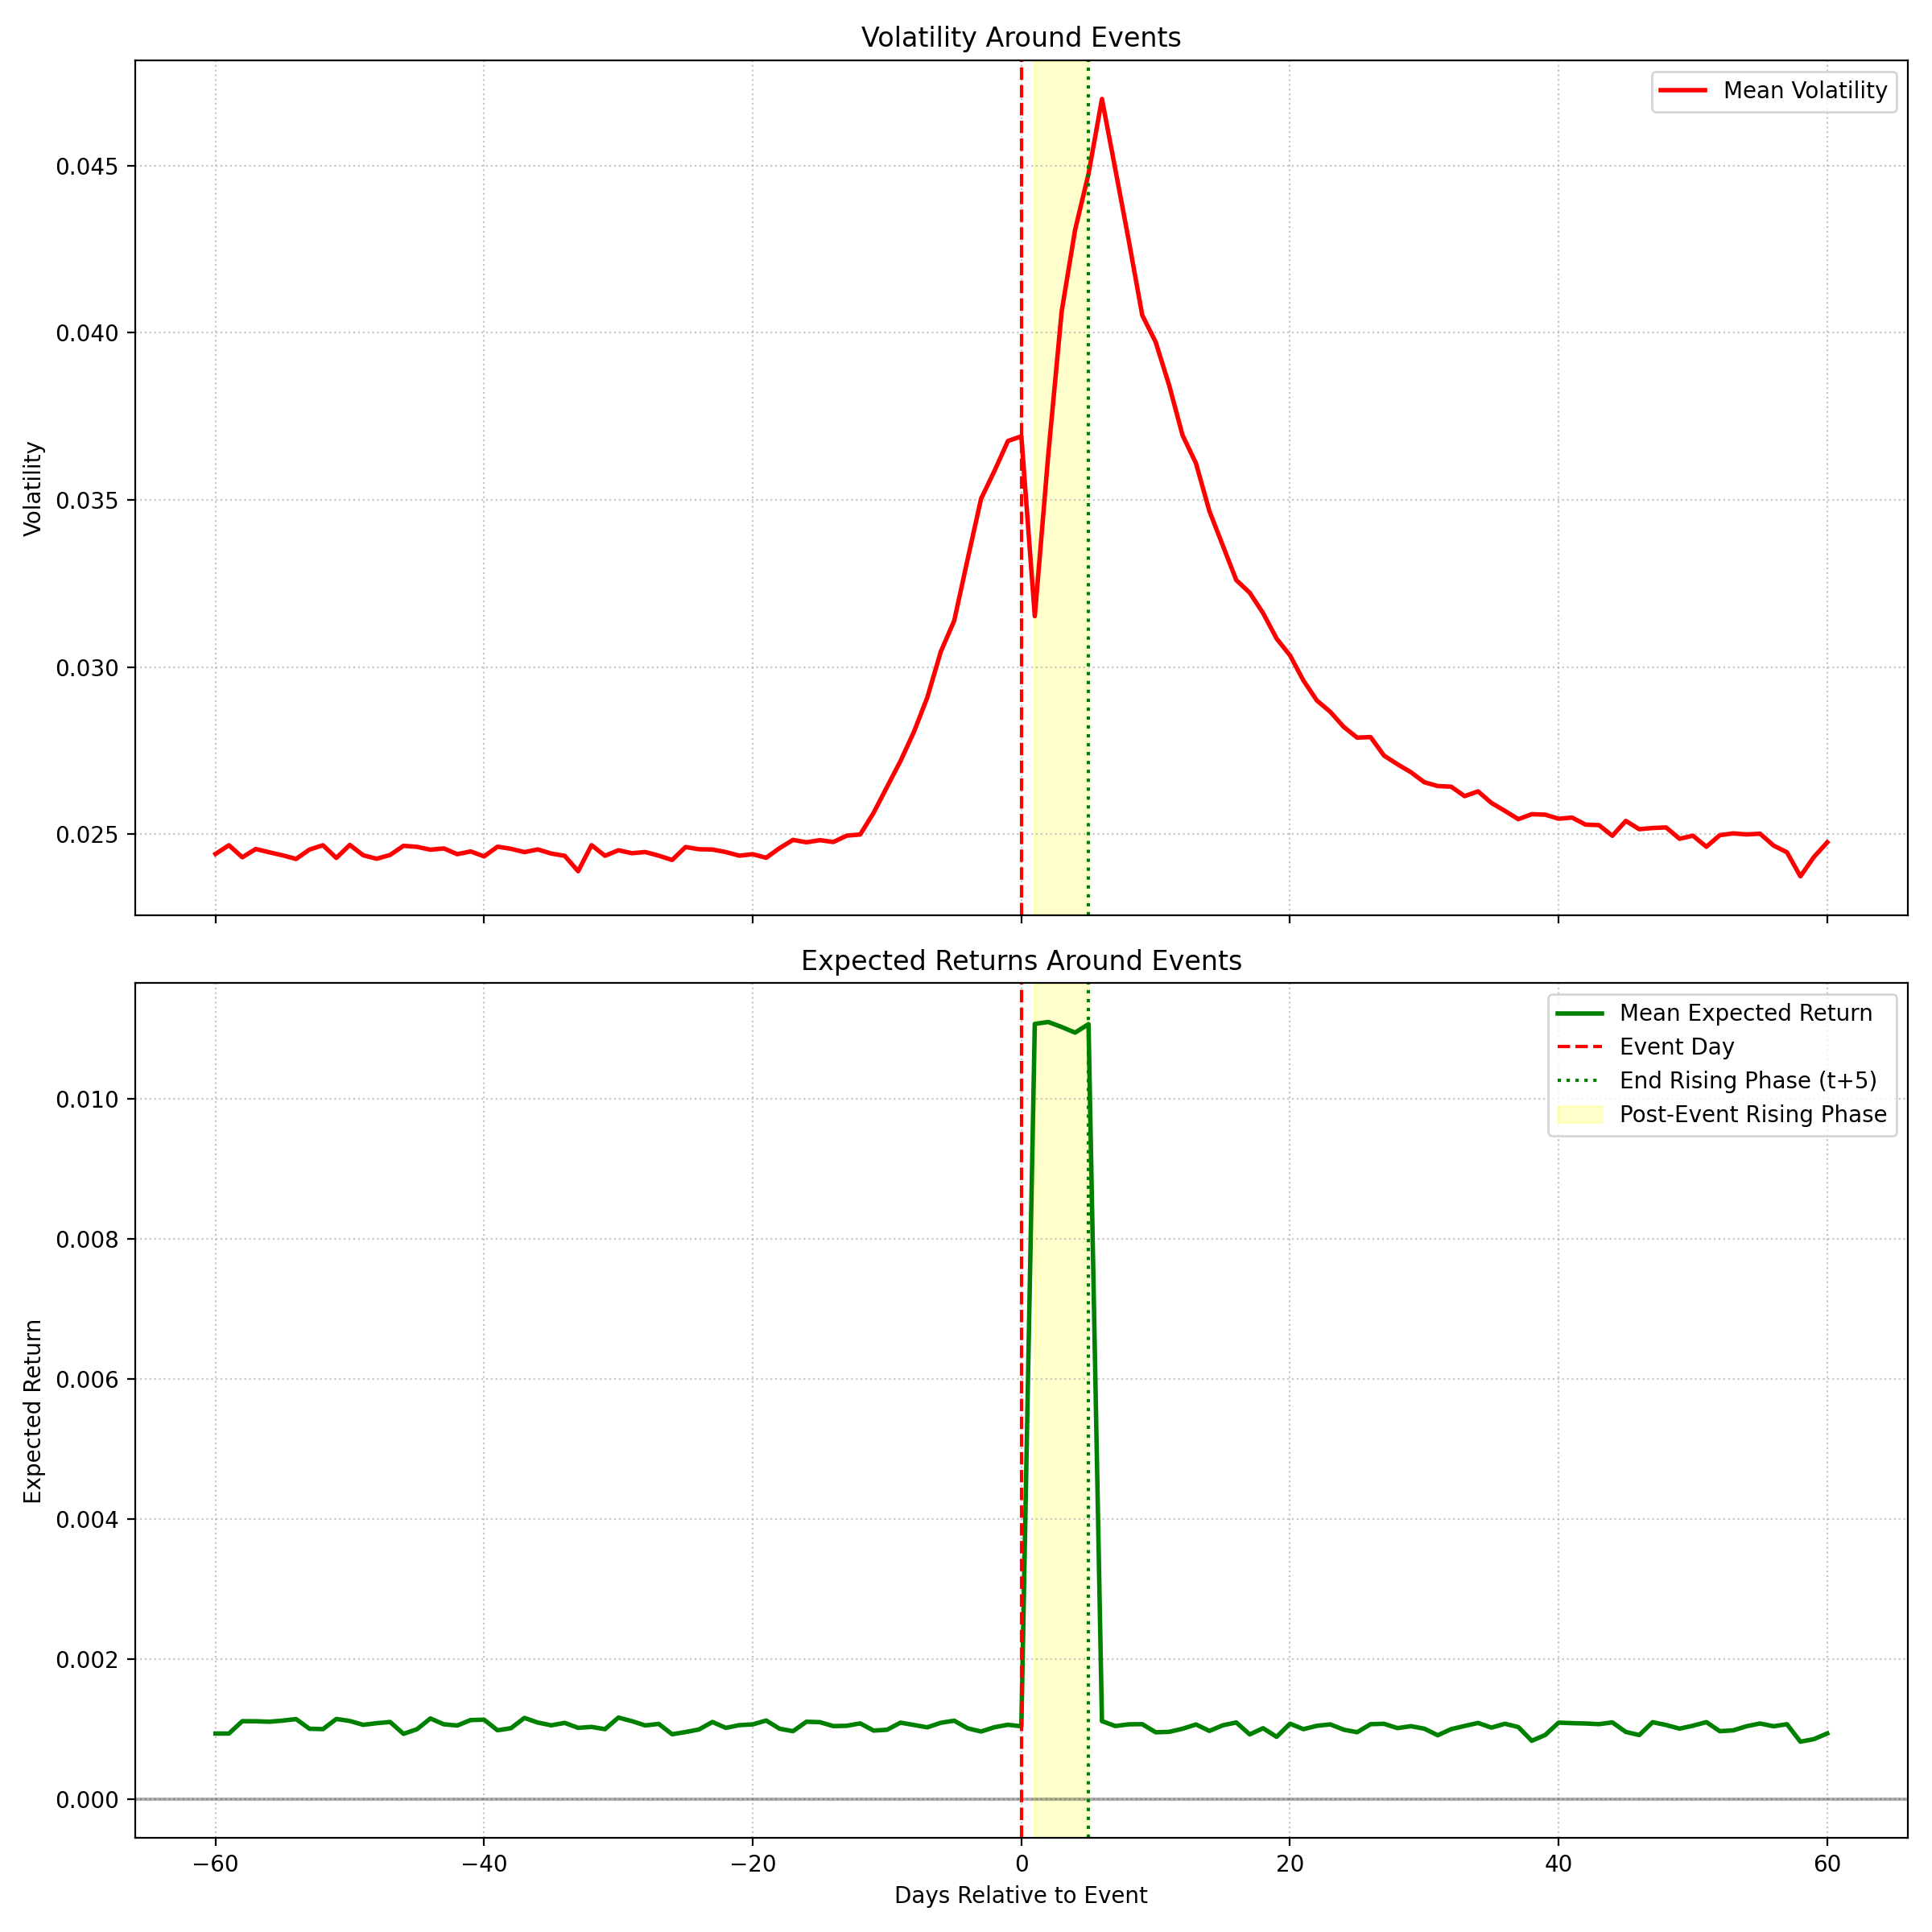 Volatility Around Events
Mean Volatility
Volatility
0.045
0.040
0.035
0.030
0.025
Expected Returns Around Events
Mean Expected Return
Event Day
End Rising Phase (t+5)
Post-Event Rising Phase
Expected Return
0.010
0.008
0.006
0.004
0.002
0.000
−60 −40 −20 0 20 40 60
Days Relative to Event